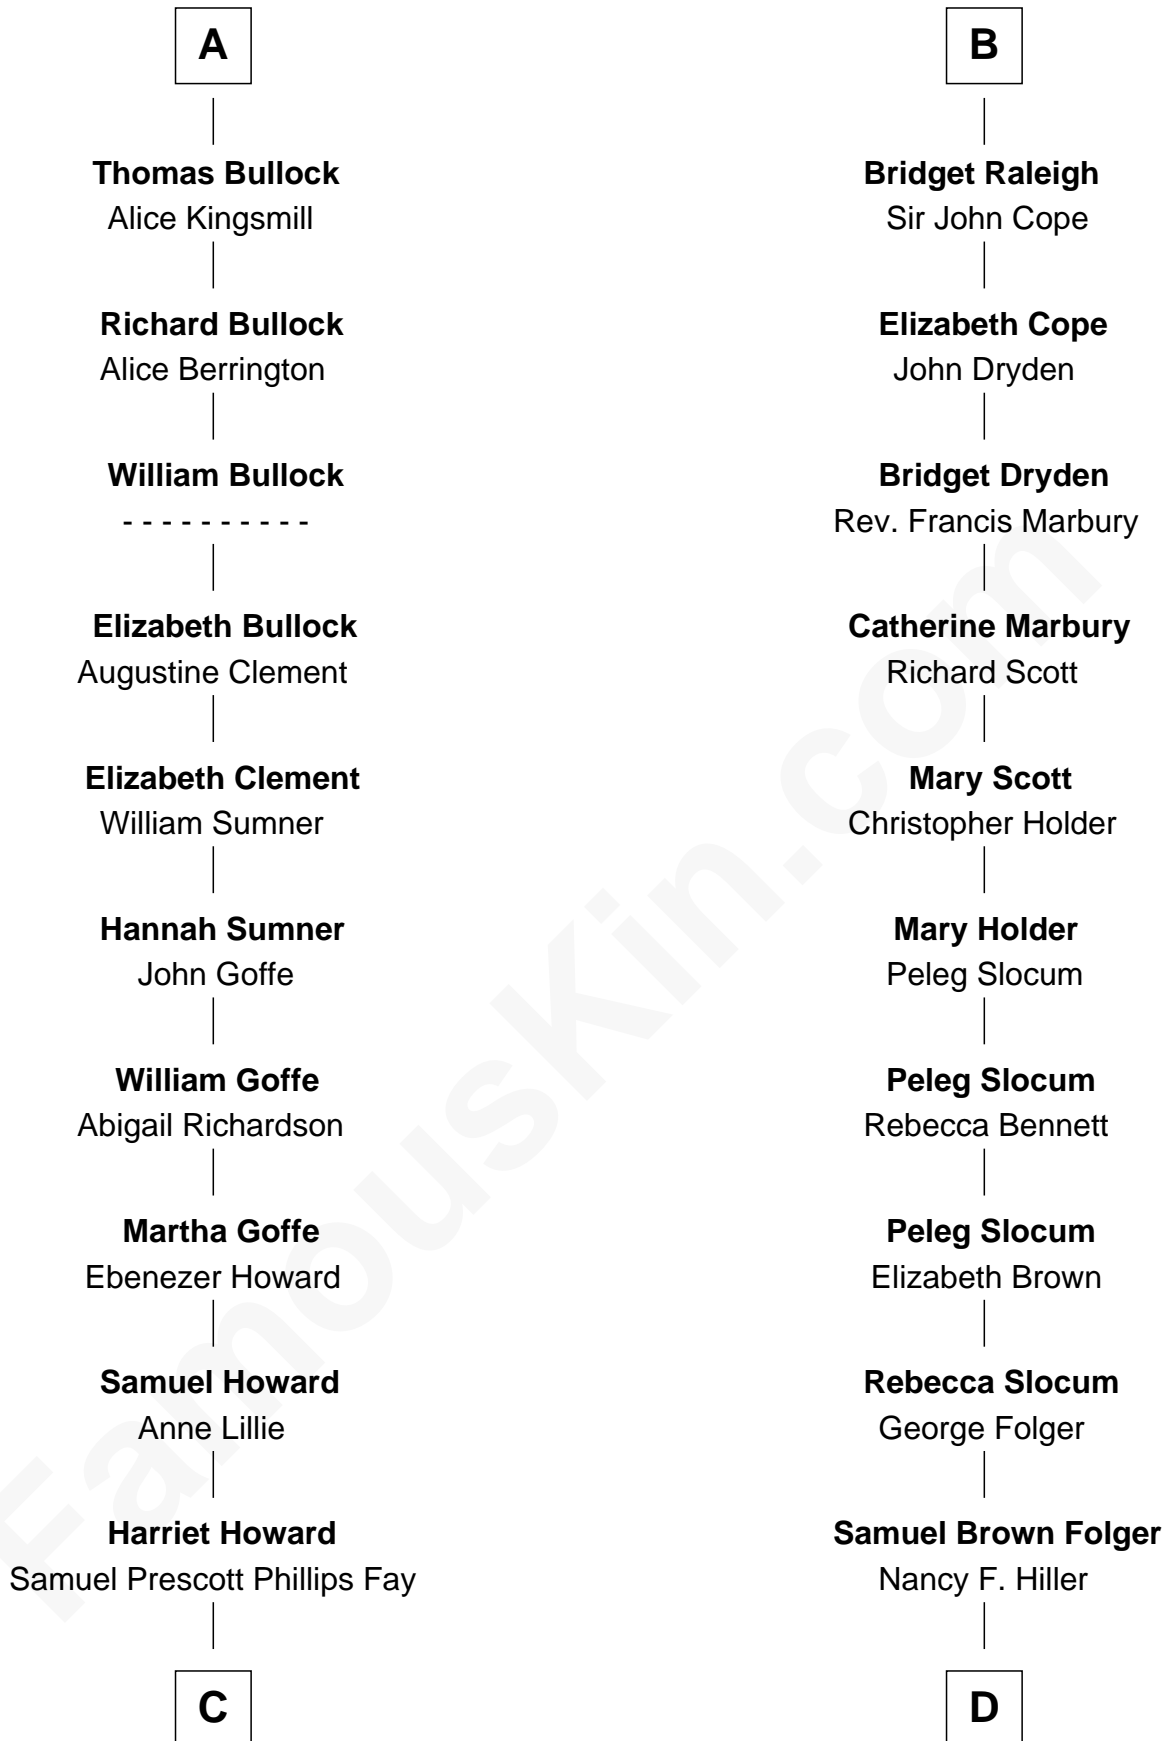 A
Thomas Bullock
Alice Kingsmill
Richard Bullock
Alice Berrington
William Bullock
- - - - - - - - - -
Elizabeth Bullock
Augustine Clement
Elizabeth Clement
William Sumner
Hannah Sumner
John Goffe
William Goffe
Abigail Richardson
Martha Goffe
Ebenezer Howard
Samuel Howard
Anne Lillie
Harriet Howard
Samuel Prescott Phillips Fay
C
B
Bridget Raleigh
Sir John Cope
Elizabeth Cope
John Dryden
Bridget Dryden
Rev. Francis Marbury
Catherine Marbury
Richard Scott
Mary Scott
Christopher Holder
Mary Holder
Peleg Slocum
Peleg Slocum
Rebecca Bennett
Peleg Slocum
Elizabeth Brown
Rebecca Slocum
George Folger
Samuel Brown Folger
Nancy F. Hiller
D
FamousKin.com